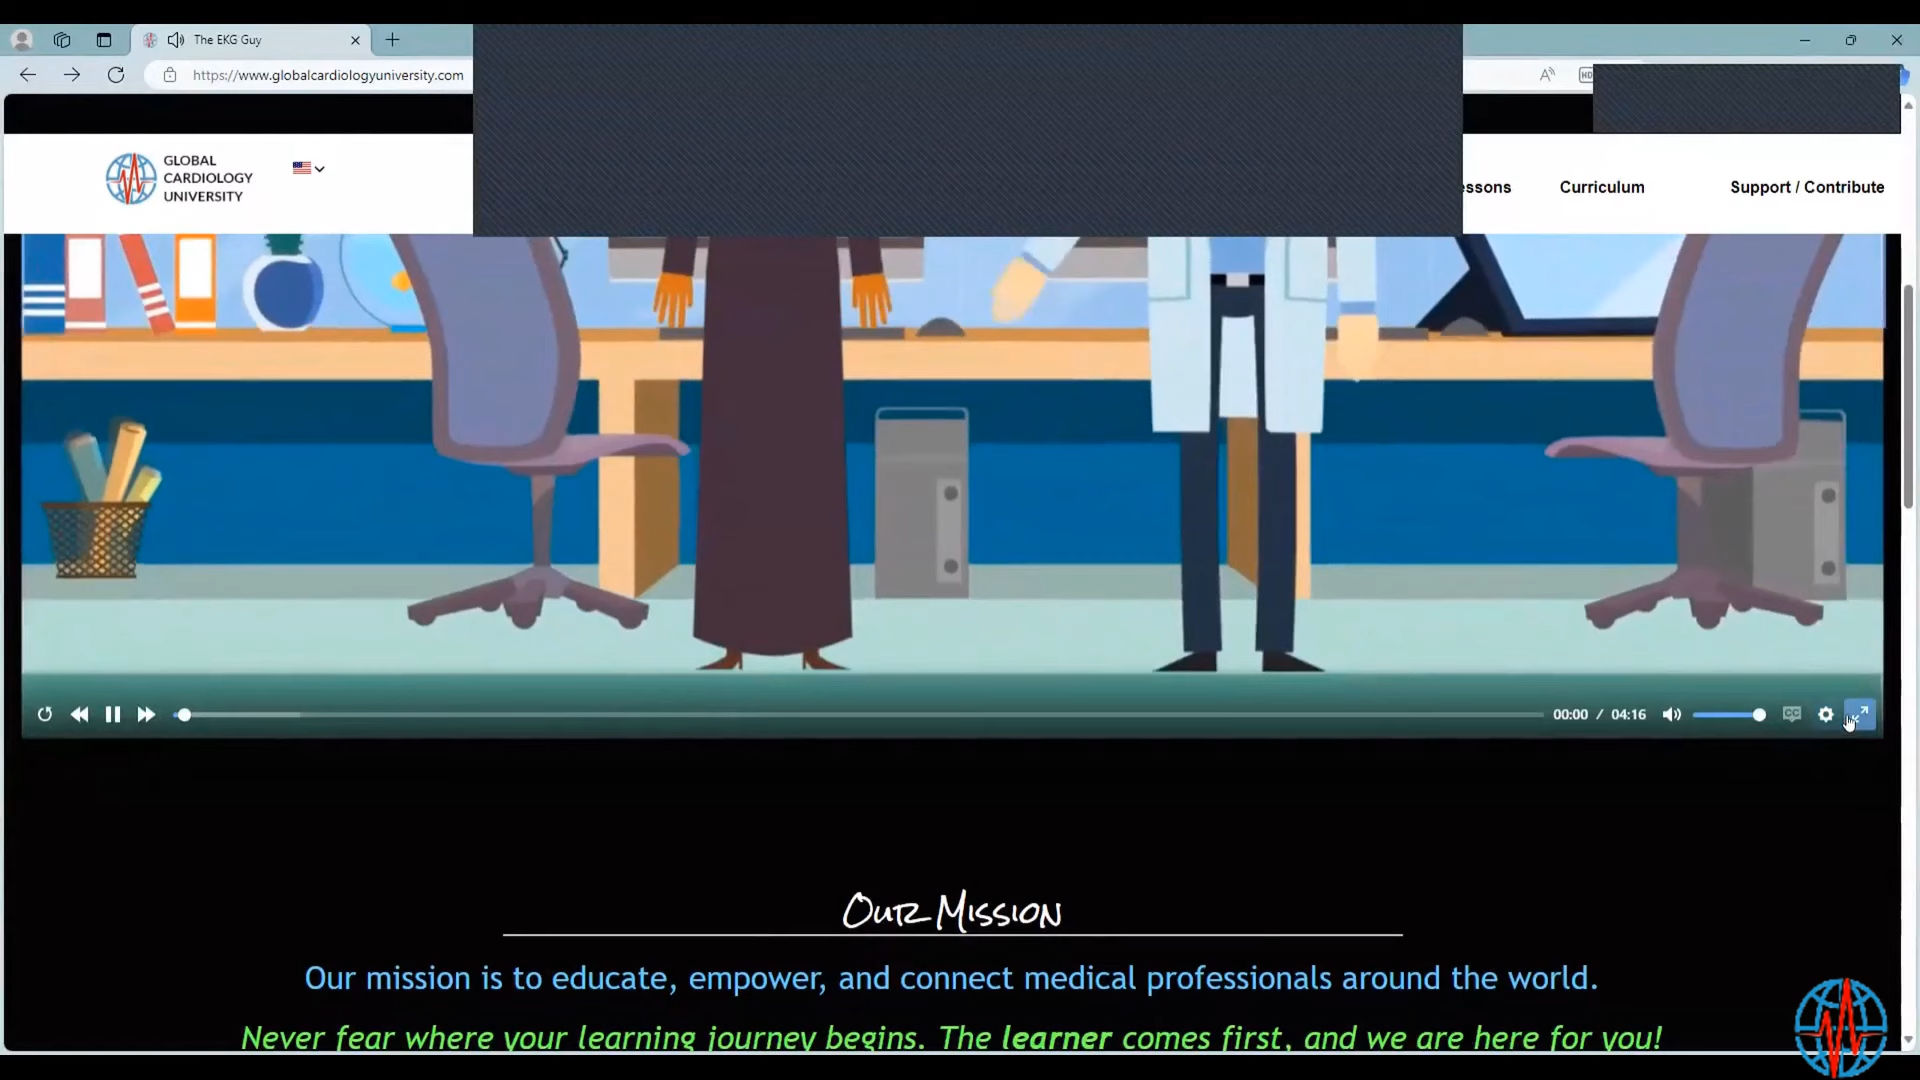 The EKG Guy
https://www.globalcardiologyuniversity.com
GLOBAL
CARDIOLOGY
UNIVERSITY
Curriculum
Support / Contribute
00:00 / 04:16
CC
Our Mission
Our mission is to educate, empower, and connect medical professionals around the world.
Never fear where your learning journey begins. The learner comes first, and we are here for you!